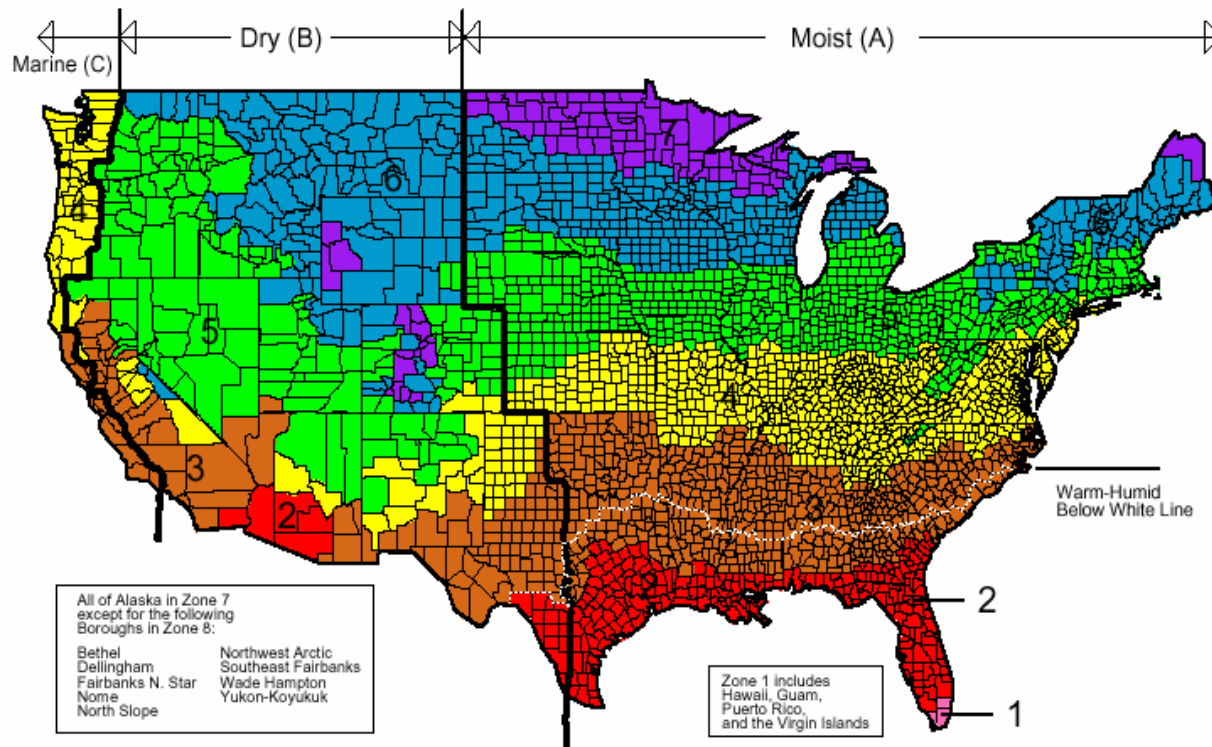 Marine (C)
Dry (B)
Moist (A)
7
6
4
6
5
5
4
3
3
2
2
Warm-Humid
Below White Line
2
1
All of Alaska in Zone 7
except for the following
Boroughs in Zone 8:
Bethel
Dellingham
Fairbanks N. Star
Nome
North Slope
Northwest Arctic
Southeast Fairbanks
Wade Hampton
Yukon-Koyukuk
Zone 1 includes
Hawaii, Guam,
Puerto Rico,
and the Virgin Islands